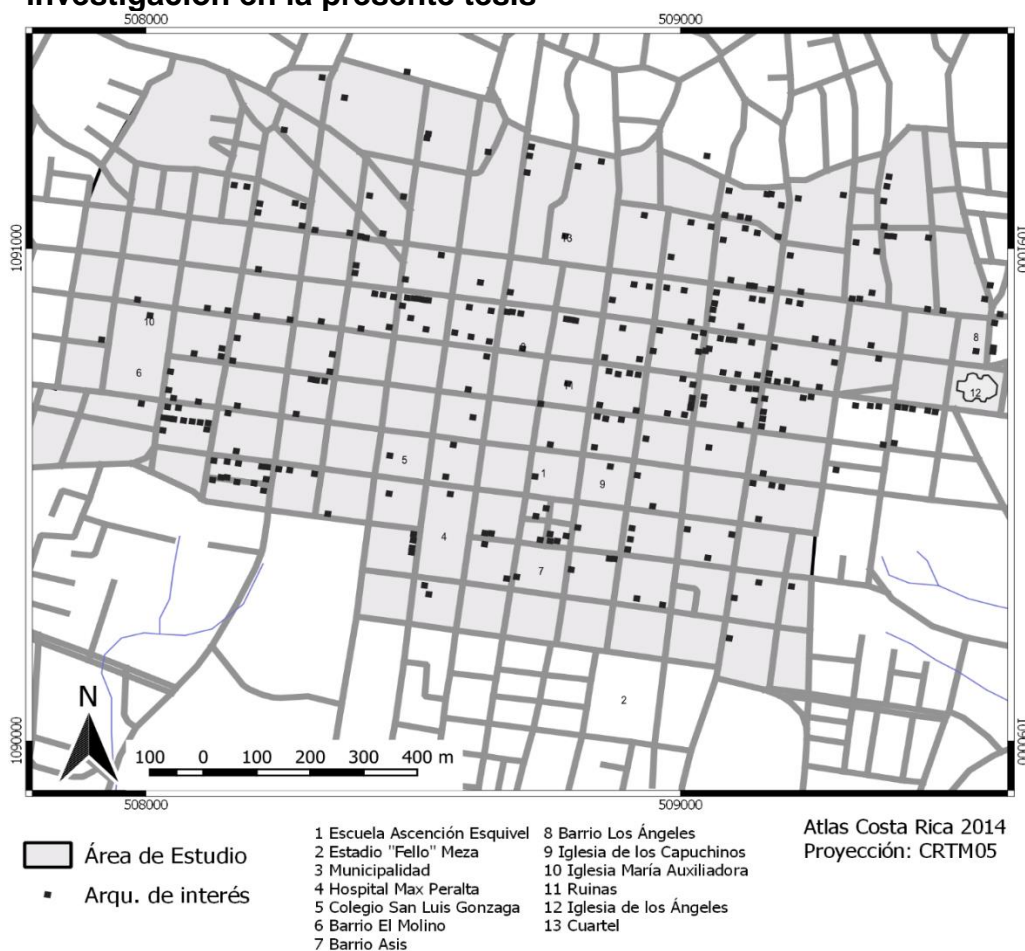 investigación en la presente tesis
508000 509000
1091000 1091000
13
8
10
11
12
6
5
1
9
4
7
2
N
1090000 1090000
100 0 100 200 300 400 m
508000 509000
Área de Estudio
Arqu. de interés
1 Escuela Ascención Esquivel
2 Estadio "Fello" Meza
3 Municipalidad
4 Hospital Max Peralta
5 Colegio San Luis Gonzaga
6 Barrio El Molino
7 Barrio Asis
8 Barrio Los Ángeles
9 Iglesia de los Capuchinos
10 Iglesia María Auxiliadora
11 Ruinas
12 Iglesia de los Ángeles
13 Cuartel
Atlas Costa Rica 2014
Proyección: CRTM05